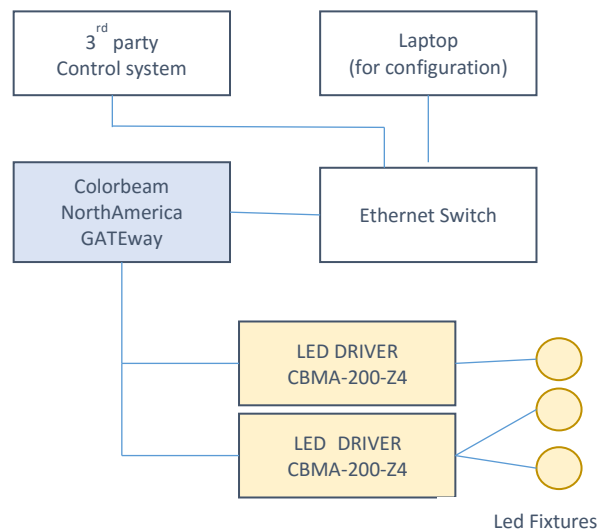 3rd party
Control system
Laptop
(for configuration)
Colorbeam
NorthAmerica
GATEway
Ethernet Switch
LED DRIVER
CBMA-200-Z4
LED DRIVER
CBMA-200-Z4
Led Fixtures